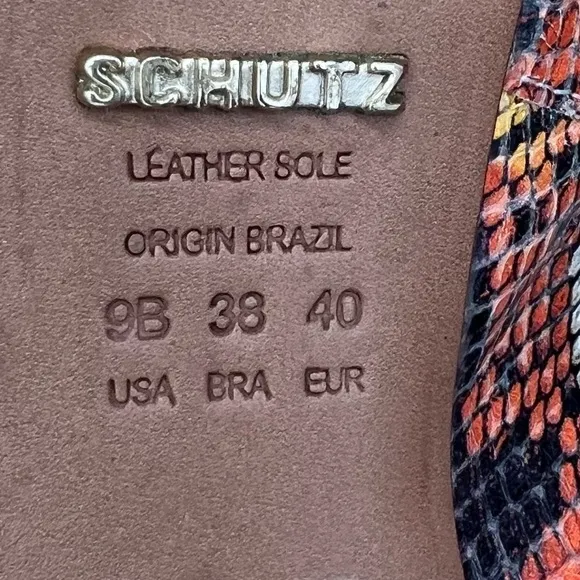 SCHUTZ
LEATHER SOLE
ORIGIN BRAZIL
9B 38 40
USA BRA EUR